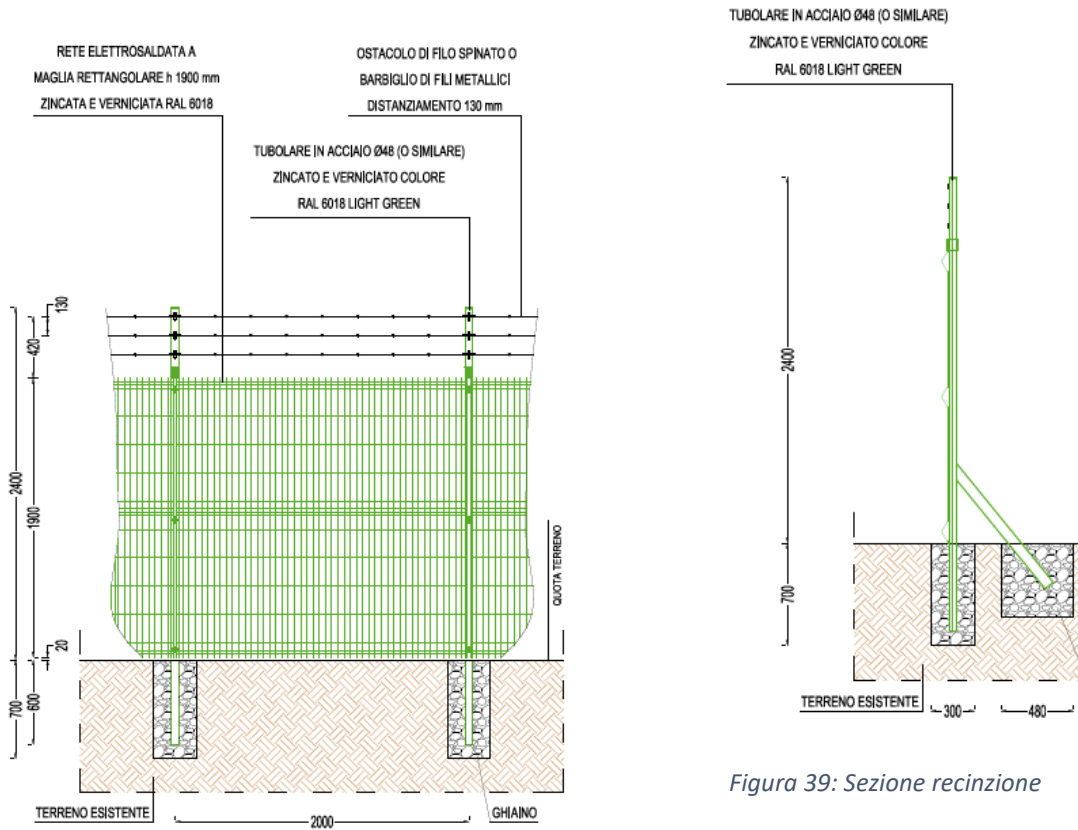 RETE ELETTROSALDATA A
MAGLIA RETTANGOLARE h 1900 mm
ZINCATA E VERNICIATA RAL 6018
OSTACOLO DI FILO SPINATO O
BARBIGLIO DI FILI METALLICI
DISTANZIAMENTO 130 mm
TUBOLARE IN ACCIAIO Ø48 (O SIMILARE)
ZINCATO E VERNICIATO COLORE
RAL 6018 LIGHT GREEN
130
420
2400
1900
20
700
600
QUOTA TERRENO
TERRENO ESISTENTE
2000
GHIAINO
TUBOLARE IN ACCIAIO Ø48 (O SIMILARE)
ZINCATO E VERNICIATO COLORE
RAL 6018 LIGHT GREEN
2400
700
TERRENO ESISTENTE
300
480
Figura 39: Sezione recinzione